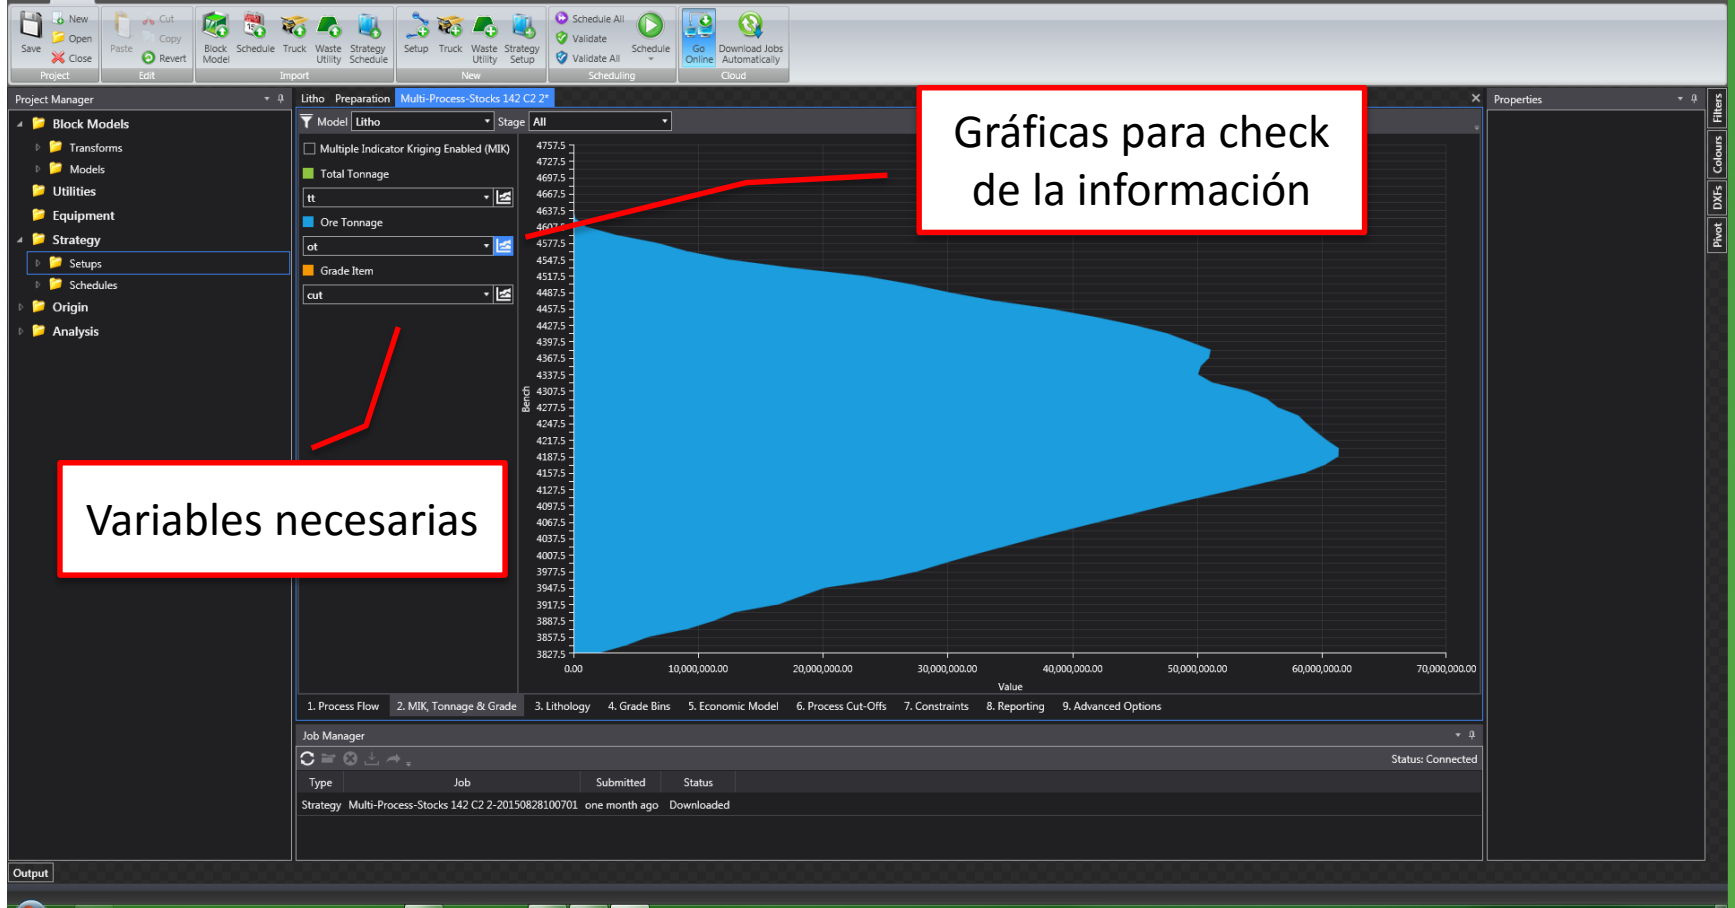 Save
New
Open
Close
Project
Paste
Cut
Copy
Revert
Edit
Block Model
Schedule
Truck
Waste Utility
Strategy Schedule
Import
Setup
Truck
Waste Utility
Strategy Setup
New
Schedule All
Validate
Validate All
Schedule
Scheduling
Go Online
Download Jobs Automatically
Cloud
Project Manager
Block Models
Transforms
Models
Utilities
Equipment
Strategy
Setups
Schedules
Origin
Analysis
Litho Preparation Multi-Process-Stocks 142 C2 2*
Model Litho Stage All
Multiple Indicator Kriging Enabled (MIK)
Total Tonnage
tt
Ore Tonnage
ot
Grade Item
cut
Gráficas para check
de la información
Variables necesarias
4757.5
4727.5
4697.5
4667.5
4637.5
4607.5
4577.5
4547.5
4517.5
4487.5
4457.5
4427.5
4397.5
4367.5
4337.5
4307.5
4277.5
4247.5
4217.5
4187.5
4157.5
4127.5
4097.5
4067.5
4037.5
4007.5
3977.5
3947.5
3917.5
3887.5
3857.5
3827.5
Bench
0.00 10,000,000.00 20,000,000.00 30,000,000.00 40,000,000.00 50,000,000.00 60,000,000.00 70,000,000.00
Value
1. Process Flow 2. MIK, Tonnage & Grade 3. Lithology 4. Grade Bins 5. Economic Model 6. Process Cut-Offs 7. Constraints 8. Reporting 9. Advanced Options
Job Manager
Status: Connected
Type Job Submitted Status
Strategy Multi-Process-Stocks 142 C2 2-20150828100701 one month ago Downloaded
Properties
Filters
Colours
DXFs
Pivot
Output